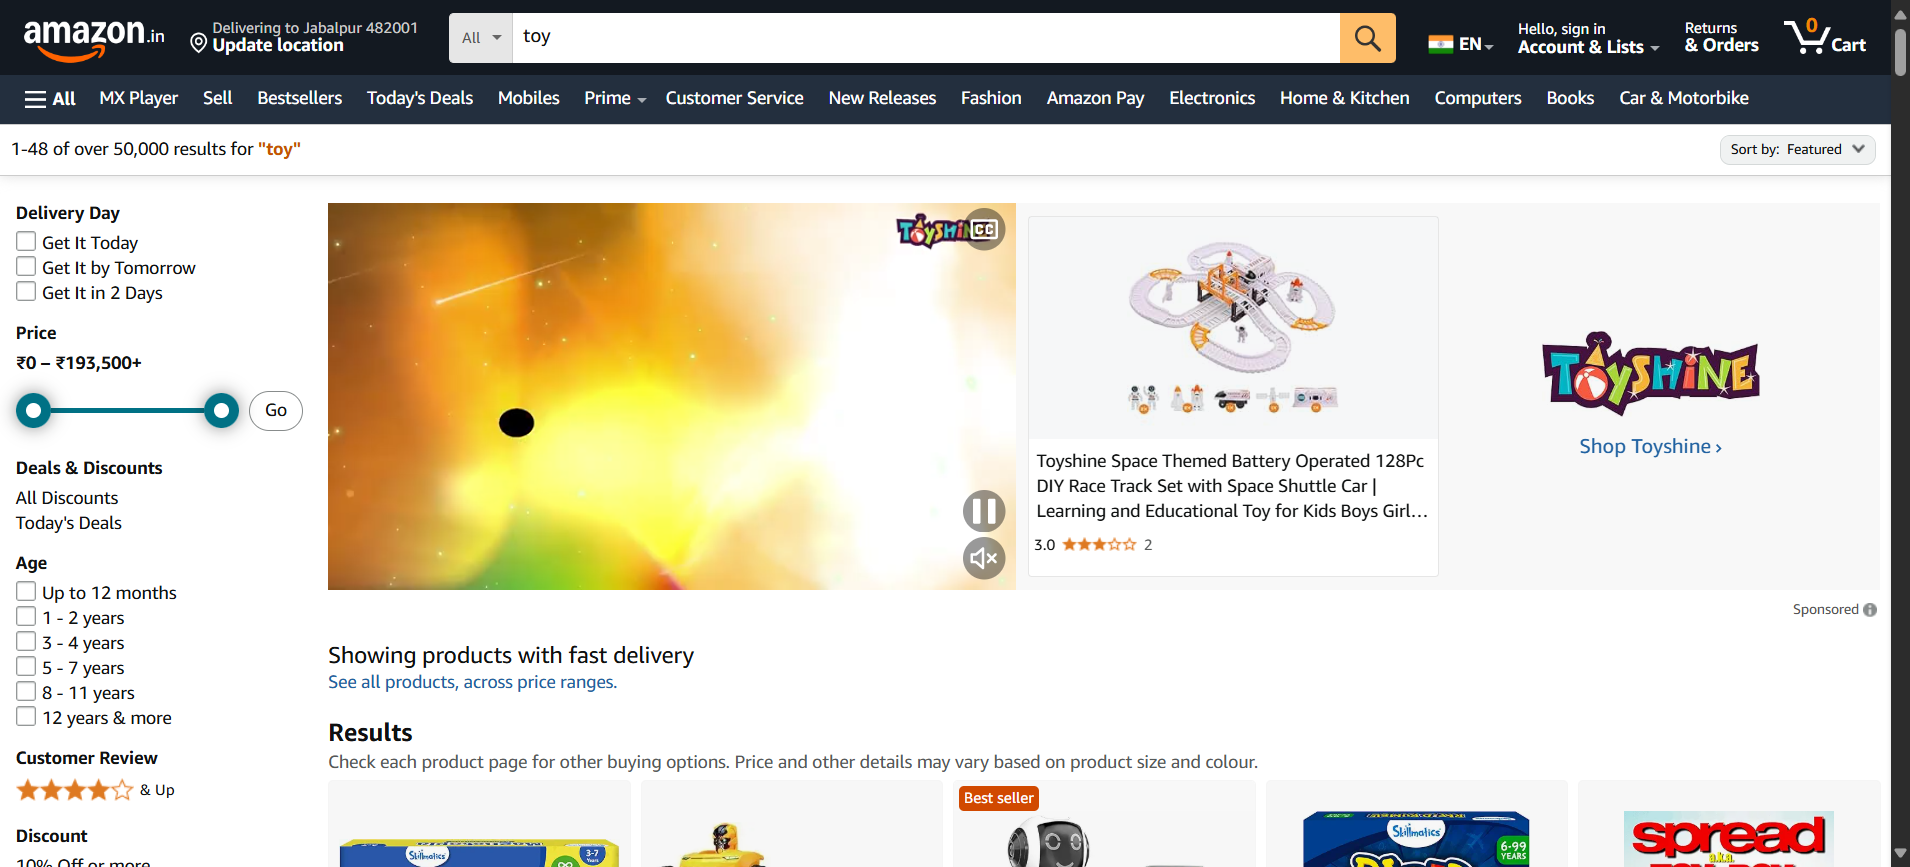 amazon.in
Delivering to Jabalpur 482001
Update location
All
toy
EN
Hello, sign in
Account & Lists
Returns
& Orders
0
Cart
All
MX Player
Sell
Bestsellers
Today's Deals
Mobiles
Prime
Customer Service
New Releases
Fashion
Amazon Pay
Electronics
Home & Kitchen
Computers
Books
Car & Motorbike
1-48 of over 50,000 results for "toy"
Sort by: Featured
Delivery Day
Get It Today
Get It by Tomorrow
Get It in 2 Days
Price
₹0 – ₹193,500+
Go
Deals & Discounts
All Discounts
Today's Deals
Age
Up to 12 months
1 - 2 years
3 - 4 years
5 - 7 years
8 - 11 years
12 years & more
Customer Review
& Up
Discount
10% Off or more
CC
Toyshine Space Themed Battery Operated 128Pc
DIY Race Track Set with Space Shuttle Car |
Learning and Educational Toy for Kids Boys Girl...
3.0
2
TOYSHINE
Shop Toyshine ›
Sponsored
Showing products with fast delivery
See all products, across price ranges.
Results
Check each product page for other buying options. Price and other details may vary based on product size and colour.
Skillmatics
3-7
Years
Best seller
Skillmatics
6-99
YEARS
spread
a.k.a.